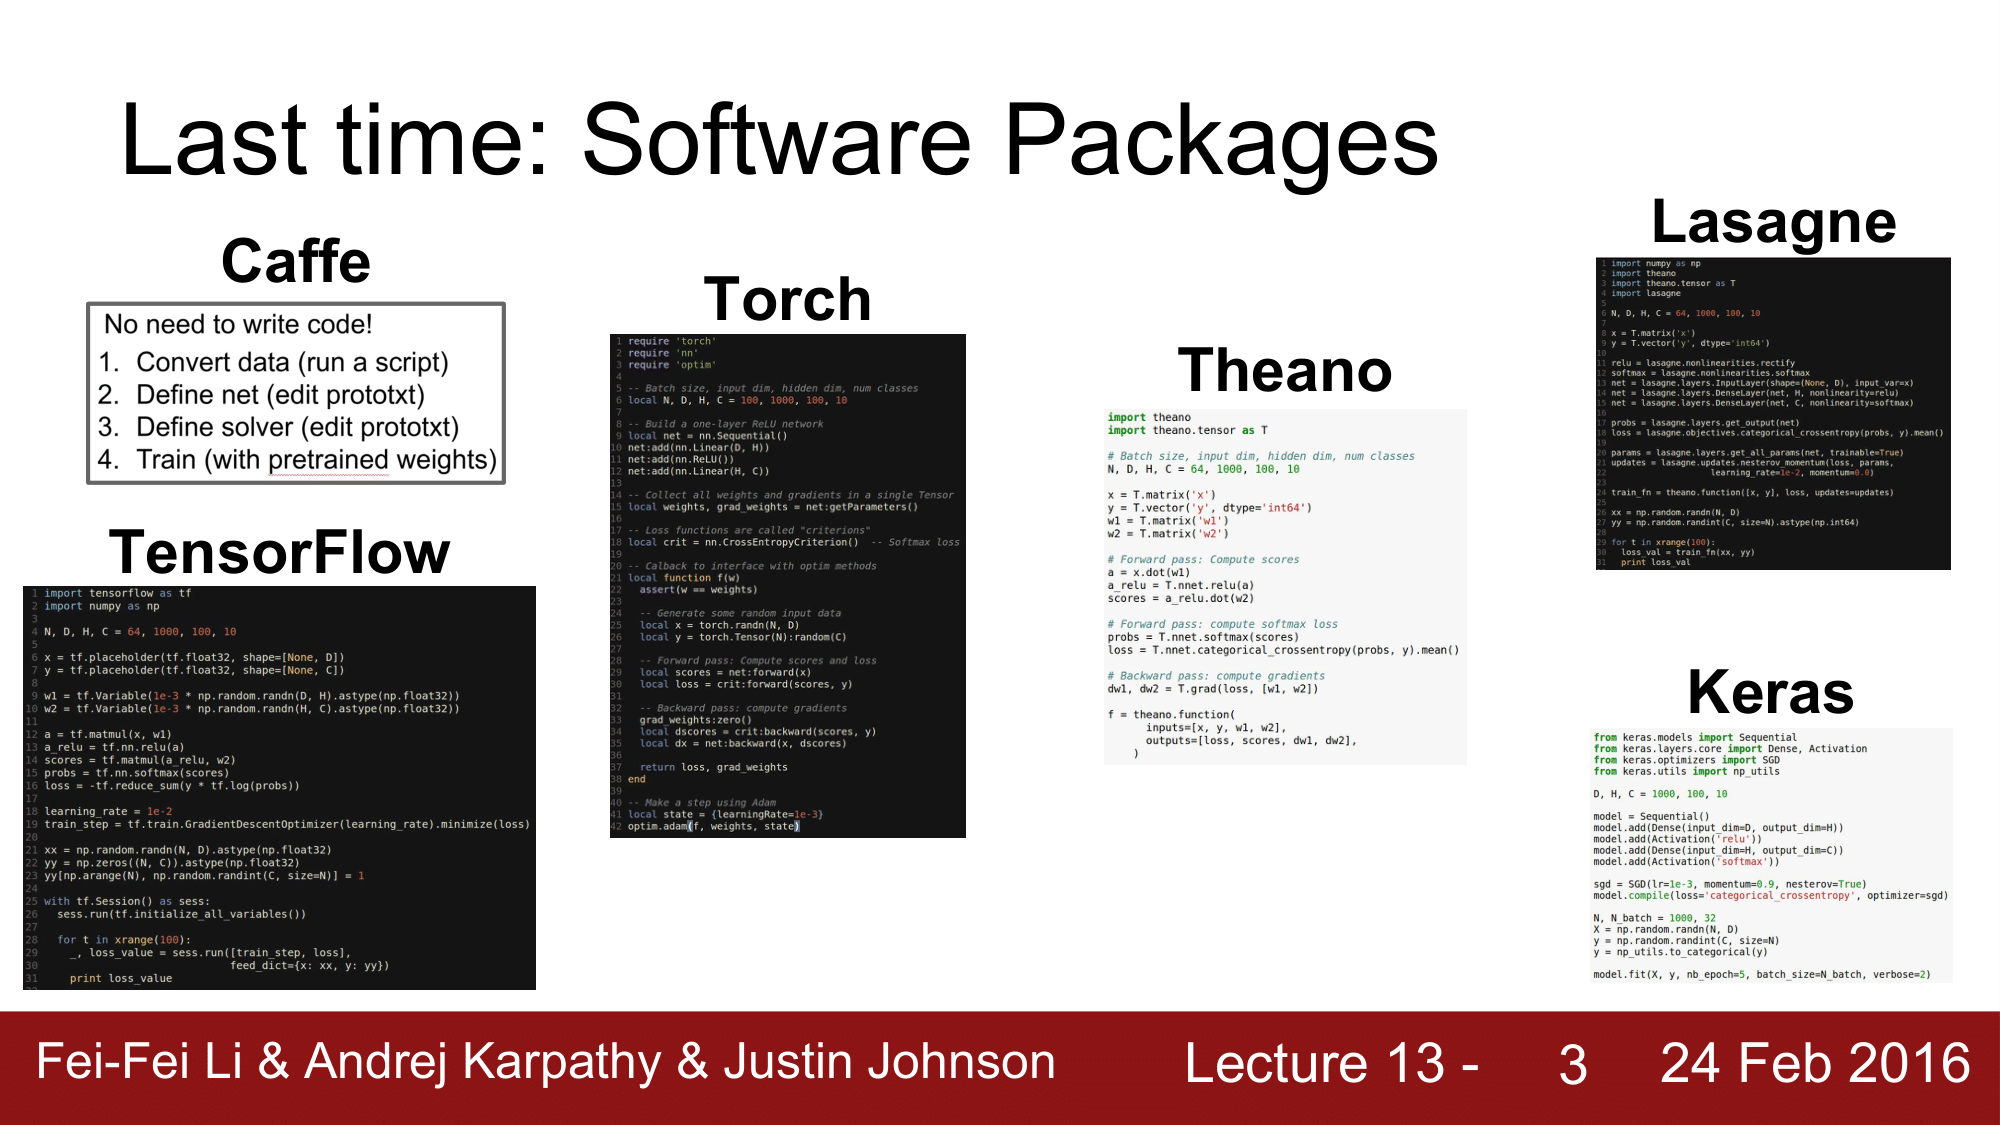 Last time: Software Packages
Caffe
No need to write code!
1. Convert data (run a script)
2. Define net (edit prototxt)
3. Define solver (edit prototxt)
4. Train (with pretrained weights)
TensorFlow
1 import tensorflow as tf
2 import numpy as np
3
4 N, D, H, C = 64, 1000, 100, 10
5
6 x = tf.placeholder(tf.float32, shape=[None, D])
7 y = tf.placeholder(tf.float32, shape=[None, C])
8
9 w1 = tf.Variable(1e-3 * np.random.randn(D, H).astype(np.float32))
10 w2 = tf.Variable(1e-3 * np.random.randn(H, C).astype(np.float32))
11
12 a = tf.matmul(x, w1)
13 a_relu = tf.nn.relu(a)
14 scores = tf.matmul(a_relu, w2)
15 probs = tf.nn.softmax(scores)
16 loss = -tf.reduce_sum(y * tf.log(probs))
17
18 learning_rate = 1e-2
19 train_step = tf.train.GradientDescentOptimizer(learning_rate).minimize(loss)
20
21 xx = np.random.randn(N, D).astype(np.float32)
22 yy = np.zeros((N, C)).astype(np.float32)
23 yy[np.arange(N), np.random.randint(C, size=N)] = 1
24
25 with tf.Session() as sess:
26 sess.run(tf.initialize_all_variables())
27
28 for t in xrange(100):
29 _, loss_value = sess.run([train_step, loss],
30 feed_dict={x: xx, y: yy})
31 print loss_value
Torch
1 require 'torch'
2 require 'nn'
3 require 'optim'
4
5 -- Batch size, input dim, hidden dim, num classes
6 local N, D, H, C = 100, 1000, 100, 10
7
8 -- Build a one-layer ReLU network
9 local net = nn.Sequential()
10 net:add(nn.Linear(D, H))
11 net:add(nn.ReLU())
12 net:add(nn.Linear(H, C))
13
14 -- Collect all weights and gradients in a single Tensor
15 local weights, grad_weights = net:getParameters()
16
17 -- Loss functions are called "criterions"
18 local crit = nn.CrossEntropyCriterion() -- Softmax loss
19
20 -- Calback to interface with optim methods
21 local function f(w)
22 assert(w == weights)
23
24 -- Generate some random input data
25 local x = torch.randn(N, D)
26 local y = torch.Tensor(N):random(C)
27
28 -- Forward pass: Compute scores and loss
29 local scores = net:forward(x)
30 local loss = crit:forward(scores, y)
31
32 -- Backward pass: compute gradients
33 grad_weights:zero()
34 local dscores = crit:backward(scores, y)
35 local dx = net:backward(x, dscores)
36
37 return loss, grad_weights
38 end
39
40 -- Make a step using Adam
41 local state = {learningRate=1e-3}
42 optim.adam(f, weights, state)
Theano
import theano
import theano.tensor as T
# Batch size, input dim, hidden dim, num classes
N, D, H, C = 64, 1000, 100, 10
x = T.matrix('x')
y = T.vector('y', dtype='int64')
w1 = T.matrix('w1')
w2 = T.matrix('w2')
# Forward pass: Compute scores
a = x.dot(w1)
a_relu = T.nnet.relu(a)
scores = a_relu.dot(w2)
# Forward pass: compute softmax loss
probs = T.nnet.softmax(scores)
loss = T.nnet.categorical_crossentropy(probs, y).mean()
# Backward pass: compute gradients
dw1, dw2 = T.grad(loss, [w1, w2])
f = theano.function(
inputs=[x, y, w1, w2],
outputs=[loss, scores, dw1, dw2],
)
Lasagne
1 import numpy as np
2 import theano
3 import theano.tensor as T
4 import lasagne
5
6 N, D, H, C = 64, 1000, 100, 10
7
8 x = T.matrix('x')
9 y = T.vector('y', dtype='int64')
10
11 relu = lasagne.nonlinearities.rectify
12 softmax = lasagne.nonlinearities.softmax
13 net = lasagne.layers.InputLayer(shape=(None, D), input_var=x)
14 net = lasagne.layers.DenseLayer(net, H, nonlinearity=relu)
15 net = lasagne.layers.DenseLayer(net, C, nonlinearity=softmax)
16
17 probs = lasagne.layers.get_output(net)
18 loss = lasagne.objectives.categorical_crossentropy(probs, y).mean()
19
20 params = lasagne.layers.get_all_params(net, trainable=True)
21 updates = lasagne.updates.nesterov_momentum(loss, params,
22 learning_rate=1e-2, momentum=0.0)
23
24 train_fn = theano.function([x, y], loss, updates=updates)
25
26 xx = np.random.randn(N, D)
27 yy = np.random.randint(C, size=N).astype(np.int64)
28
29 for t in xrange(100):
30 loss_val = train_fn(xx, yy)
31 print loss_val
Keras
from keras.models import Sequential
from keras.layers.core import Dense, Activation
from keras.optimizers import SGD
from keras.utils import np_utils
D, H, C = 1000, 100, 10
model = Sequential()
model.add(Dense(input_dim=D, output_dim=H))
model.add(Activation('relu'))
model.add(Dense(input_dim=H, output_dim=C))
model.add(Activation('softmax'))
sgd = SGD(lr=1e-3, momentum=0.9, nesterov=True)
model.compile(loss='categorical_crossentropy', optimizer=sgd)
N, N_batch = 1000, 32
X = np.random.randn(N, D)
y = np.random.randint(C, size=N)
y = np_utils.to_categorical(y)
model.fit(X, y, nb_epoch=5, batch_size=N_batch, verbose=2)
Fei-Fei Li & Andrej Karpathy & Justin Johnson
Lecture 13 - 3
24 Feb 2016